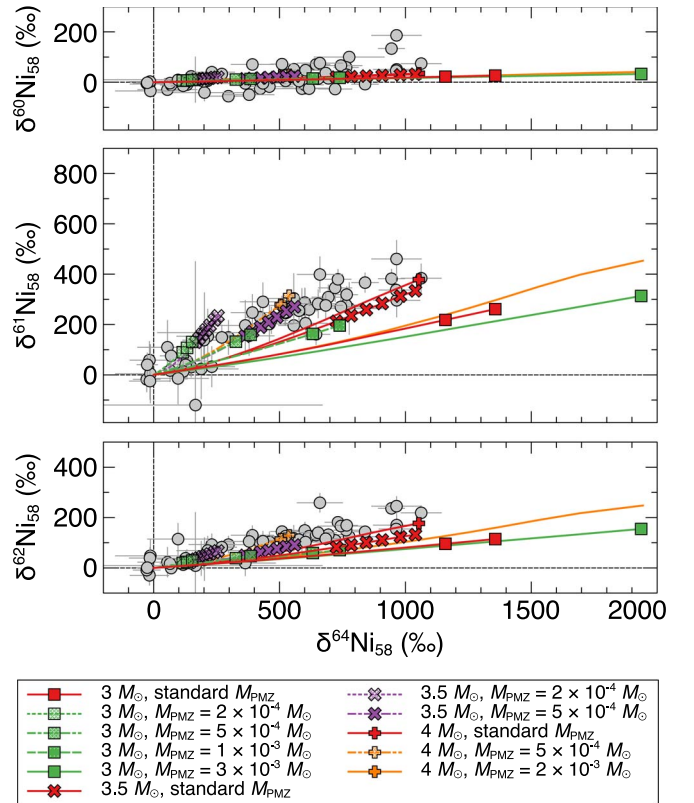 200
0
δ⁶⁰Ni₅₈ (‰)
800
600
400
200
0
δ⁶¹Ni₅₈ (‰)
400
200
0
δ⁶²Ni₅₈ (‰)
0 500 1000 1500 2000
δ⁶⁴Ni₅₈ (‰)
3 M☉, standard M_PMZ
3 M☉, M_PMZ = 2 × 10⁻⁴ M☉
3 M☉, M_PMZ = 5 × 10⁻⁴ M☉
3 M☉, M_PMZ = 1 × 10⁻³ M☉
3 M☉, M_PMZ = 3 × 10⁻³ M☉
3.5 M☉, standard M_PMZ
3.5 M☉, M_PMZ = 2 × 10⁻⁴ M☉
3.5 M☉, M_PMZ = 5 × 10⁻⁴ M☉
4 M☉, standard M_PMZ
4 M☉, M_PMZ = 5 × 10⁻⁴ M☉
4 M☉, M_PMZ = 2 × 10⁻³ M☉